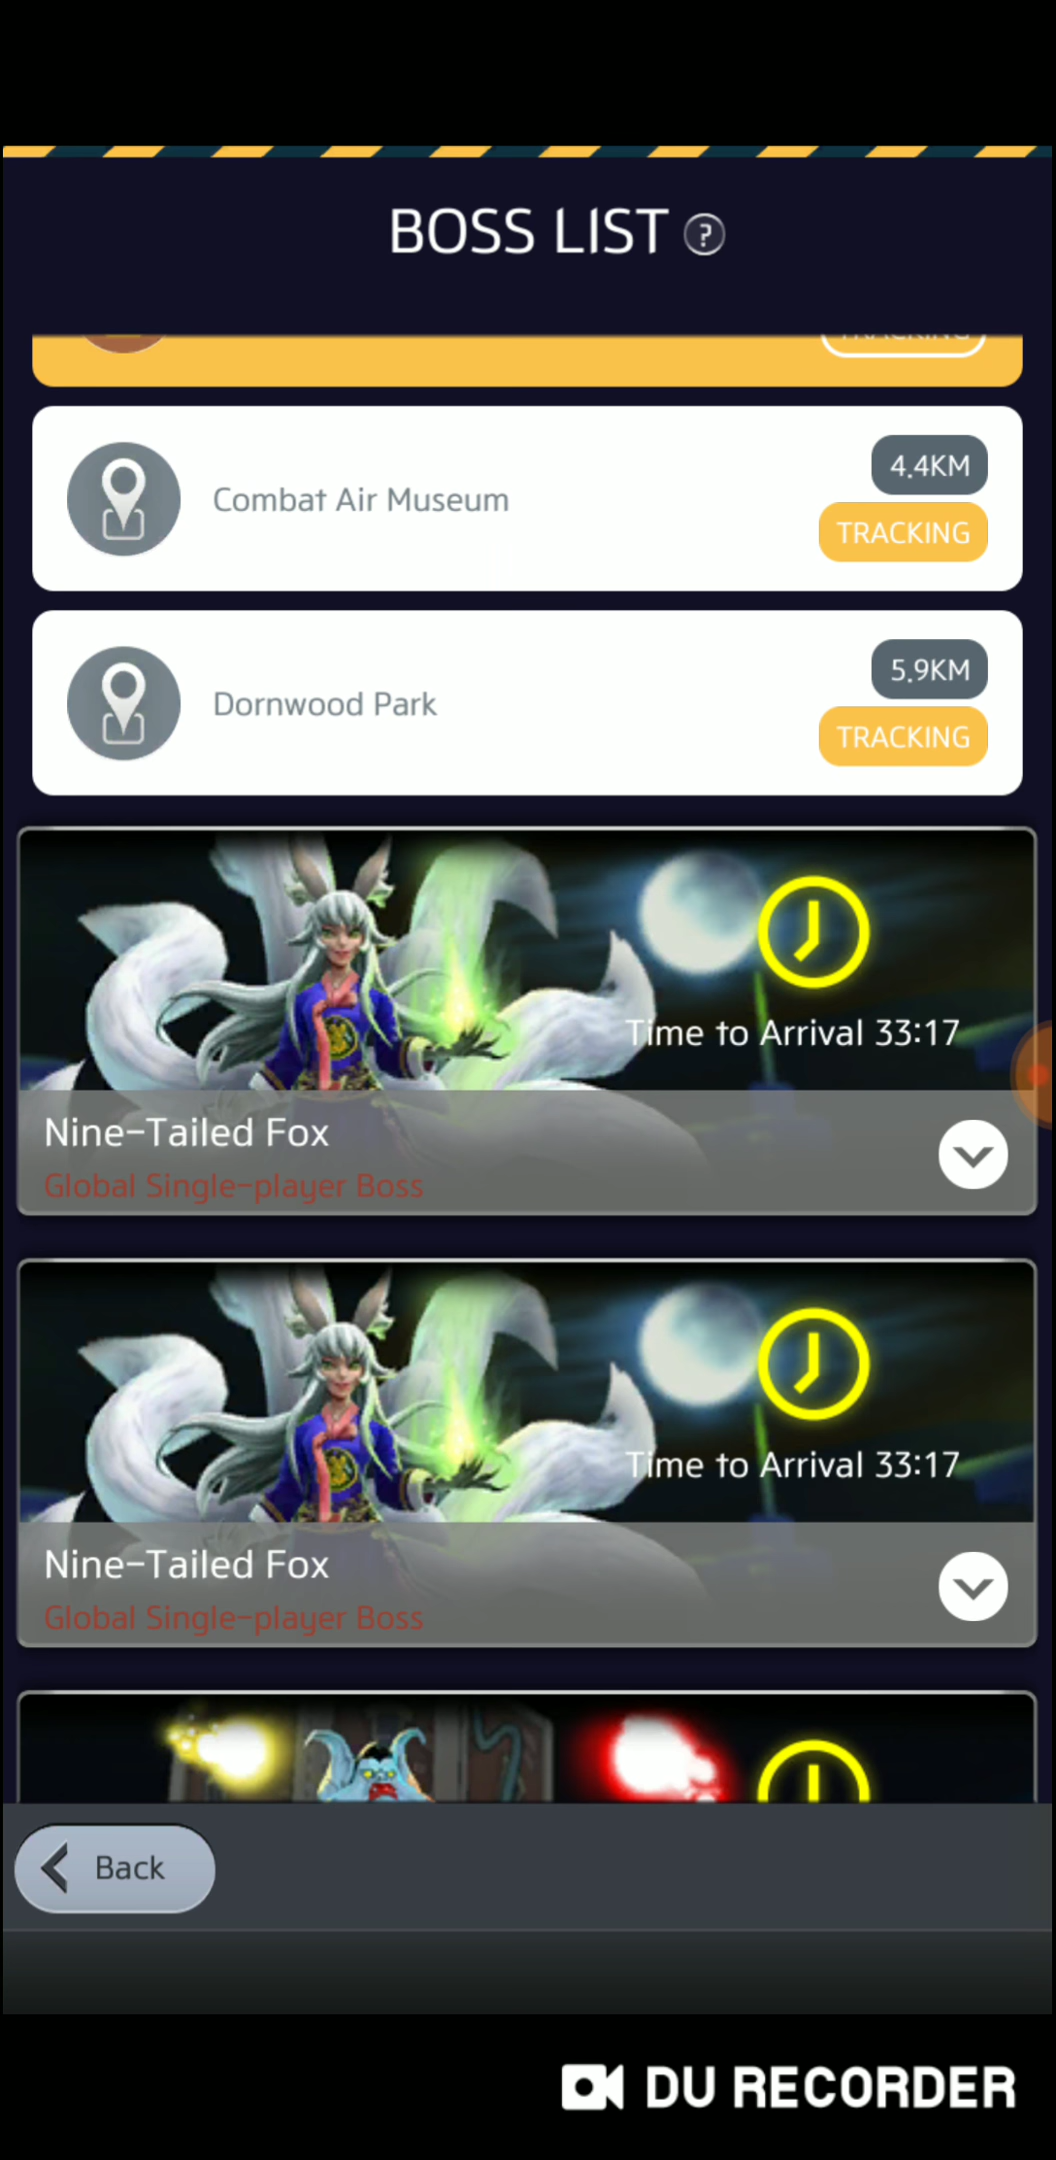 BOSS LIST ?
TRACKING
4.4KM
Combat Air Museum
TRACKING
5.9KM
Dornwood Park
TRACKING
Time to Arrival 33:17
Nine-Tailed Fox
Global Single-player Boss
Time to Arrival 33:17
Nine-Tailed Fox
Global Single-player Boss
Back
DU RECORDER